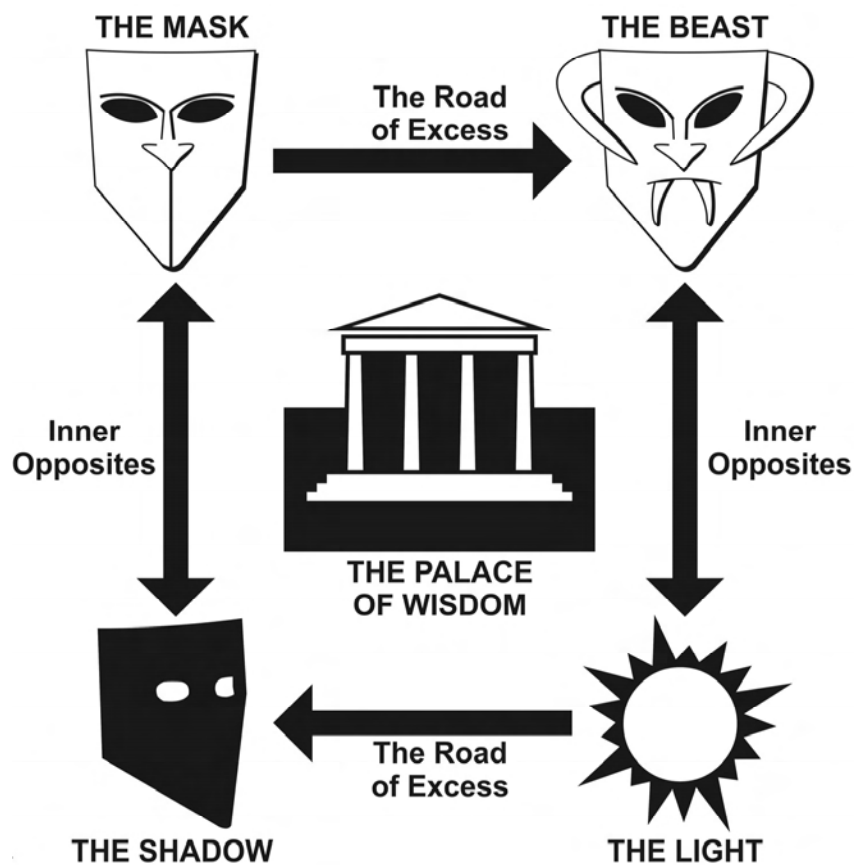 THE MASK
THE BEAST
The Road
of Excess
Inner
Opposites
Inner
Opposites
THE PALACE
OF WISDOM
The Road
of Excess
THE SHADOW
THE LIGHT